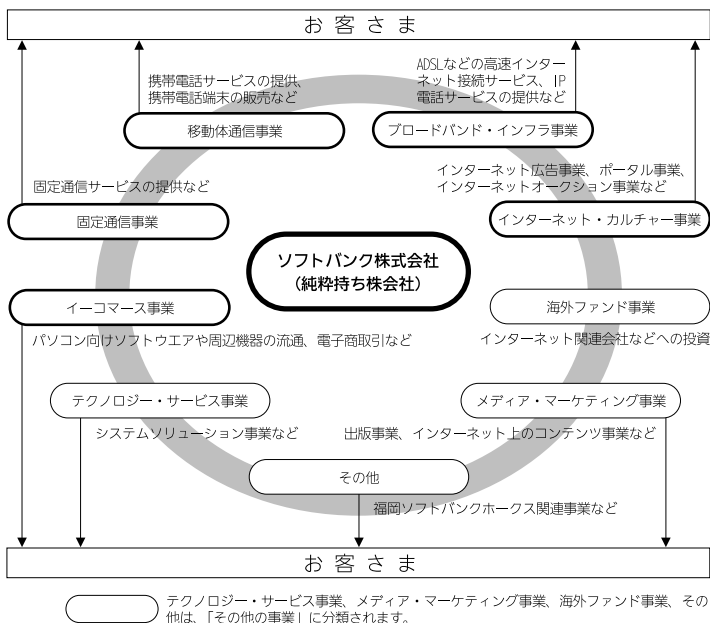 お客さま
携帯電話サービスの提供、
携帯電話端末の販売など
ADSLなどの高速インター
ネット接続サービス、IP
電話サービスの提供など
移動体通信事業
ブロードバンド・インフラ事業
固定通信サービスの提供など
インターネット広告事業、ポータル事業、
インターネットオークション事業など
固定通信事業
インターネット・カルチャー事業
ソフトバンク株式会社
（純粋持ち株会社）
イーコマース事業
海外ファンド事業
パソコン向けソフトウエアや周辺機器の流通、電子商取引など
インターネット関連会社などへの投資
テクノロジー・サービス事業
メディア・マーケティング事業
システムソリューション事業など
出版事業、インターネット上のコンテンツ事業など
その他
福岡ソフトバンクホークス関連事業など
お客さま
テクノロジー・サービス事業、メディア・マーケティング事業、海外ファンド事業、その
他は、「その他の事業」に分類されます。